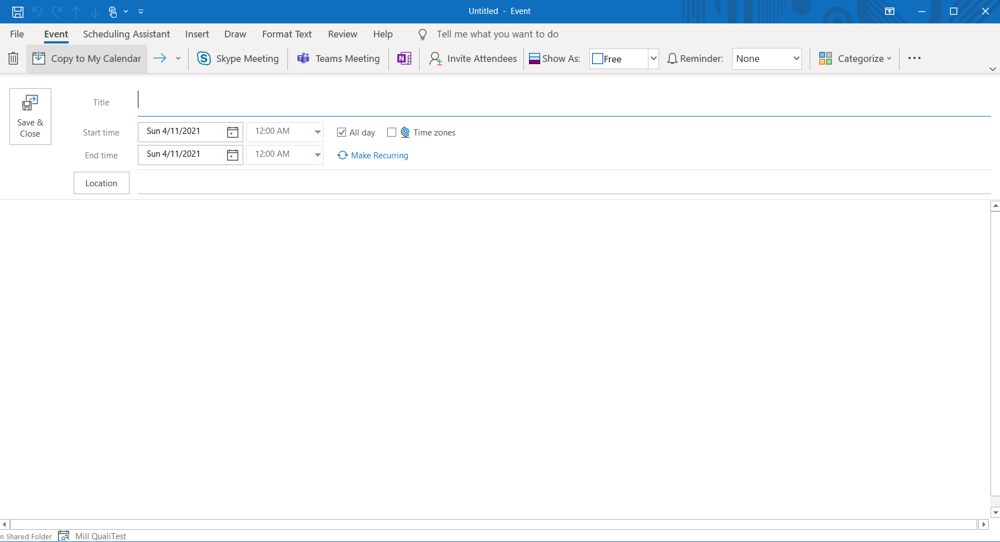 Untitled - Event
File Event Scheduling Assistant Insert Draw Format Text Review Help Tell me what you want to do
Copy to My Calendar Skype Meeting Teams Meeting N Invite Attendees Show As: Free Reminder: None Categorize
Save & Close
Title
Start time Sun 4/11/2021 12:00 AM All day Time zones
End time Sun 4/11/2021 12:00 AM Make Recurring
Location
n Shared Folder Mill QualiTest